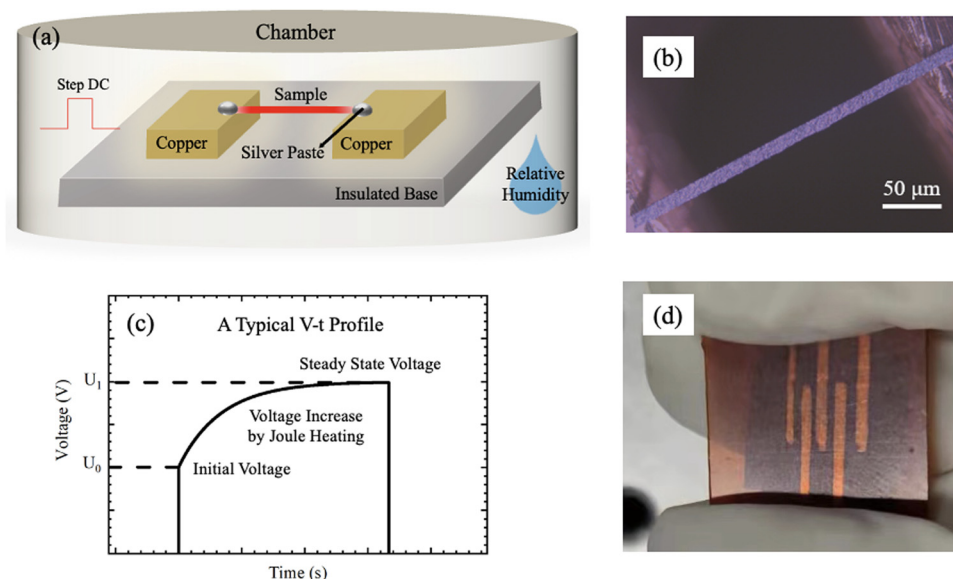 (a)
Chamber
Step DC
Sample
Copper
Copper
Silver Paste
Insulated Base
Relative
Humidity
(b)
50 μm
(c)
A Typical V-t Profile
Steady State Voltage
U1
Voltage Increase
by Joule Heating
U0
Initial Voltage
Voltage (V)
Time (s)
(d)